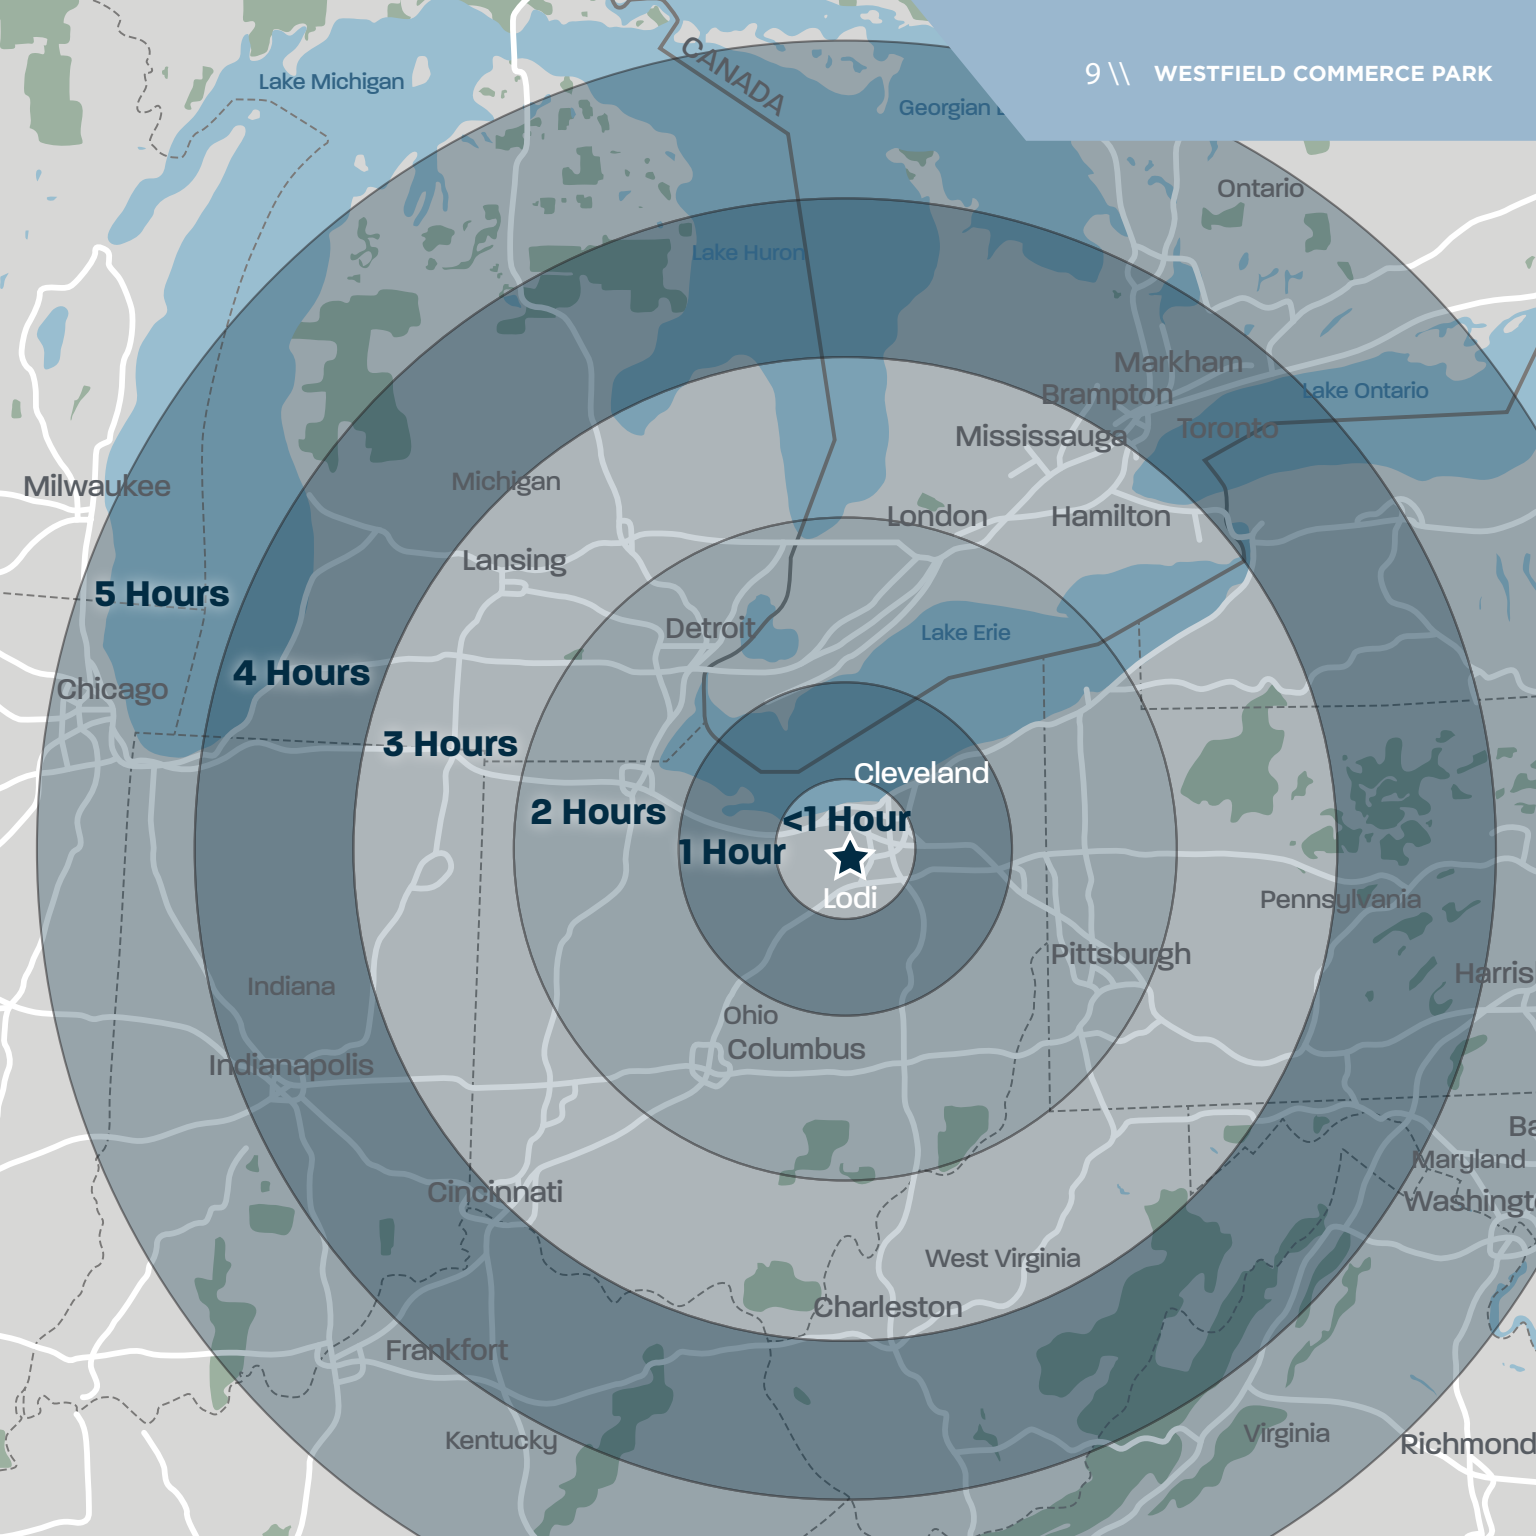 9 \\ WESTFIELD COMMERCE PARK
CANADA
Lake Michigan
Georgian
Ontario
Lake Huron
Markham
Brampton
Lake Ontario
Mississauga
Toronto
Milwaukee
Michigan
London
Hamilton
Lansing
5 Hours
Detroit
Lake Erie
4 Hours
Chicago
3 Hours
Cleveland
2 Hours
<1 Hour
1 Hour
Lodi
Pennsylvania
Pittsburgh
Harris
Indiana
Ohio
Columbus
Indianapolis
Ba
Maryland
Cincinnati
Washingt
West Virginia
Charleston
Frankfort
Kentucky
Virginia
Richmond